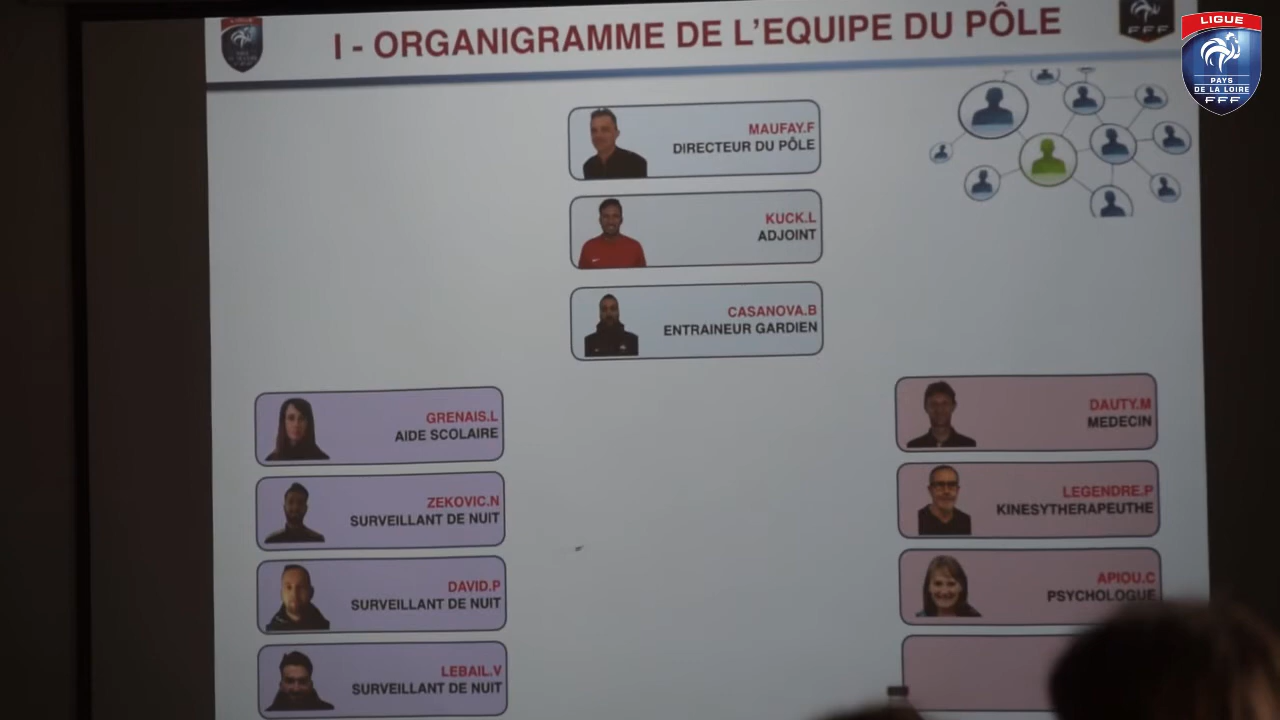 I - ORGANIGRAMME DE L'EQUIPE DU PÔLE
FFF
LIGUE
PAYS
DE LA LOIRE
FFF
MAUFAY.F
DIRECTEUR DU PÔLE
KUCK.L
ADJOINT
CASANOVA.B
ENTRAINEUR GARDIEN
GRENAIS.L
AIDE SCOLAIRE
ZEKOVIC.N
SURVEILLANT DE NUIT
DAVID.P
SURVEILLANT DE NUIT
LEBAIL.V
SURVEILLANT DE NUIT
DAUTY.M
MEDECIN
LEGENDRE.P
KINESYTHERAPEUTHE
APIOU.C
PSYCHOLOGUE